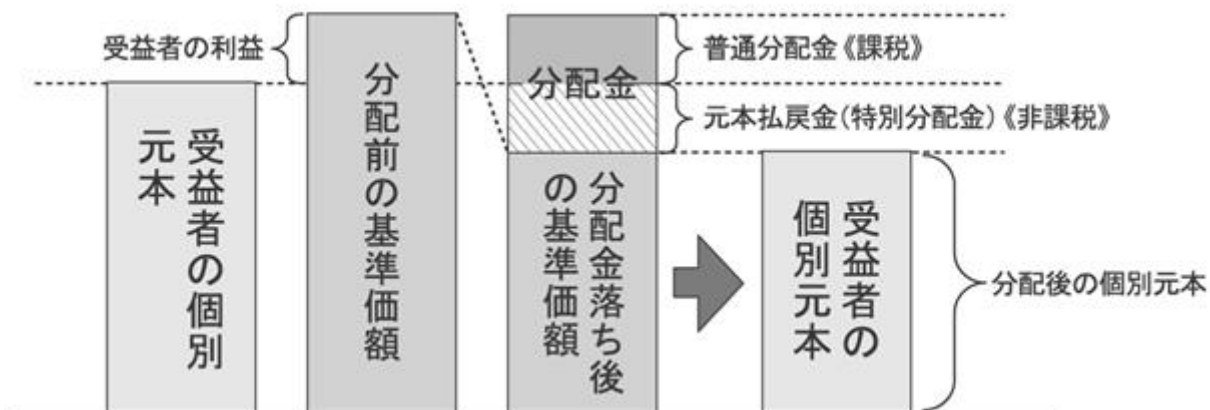 受益者の利益
受益者の個別
元本
分配前の基準価額
分配金
分配金落ち後
の基準価額
普通分配金《課税》
元本払戻金(特別分配金)《非課税》
受益者の
個別元本
分配後の個別元本